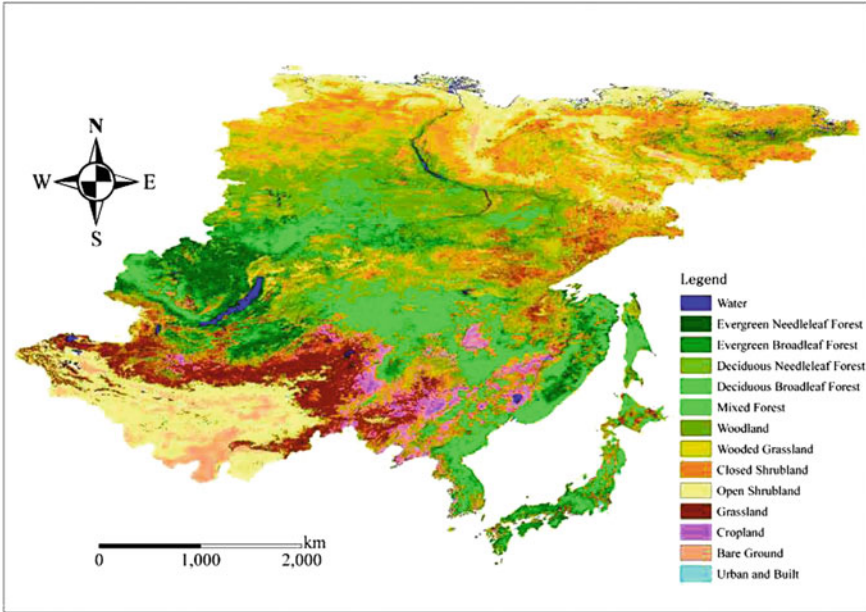 N
W E
S
Legend
Water
Evergreen Needleleaf Forest
Evergreen Broadleaf Forest
Deciduous Needleleaf Forest
Deciduous Broadleaf Forest
Mixed Forest
Woodland
Wooded Grassland
Closed Shrubland
Open Shrubland
Grassland
Cropland
Bare Ground
Urban and Built
km
0 1,000 2,000